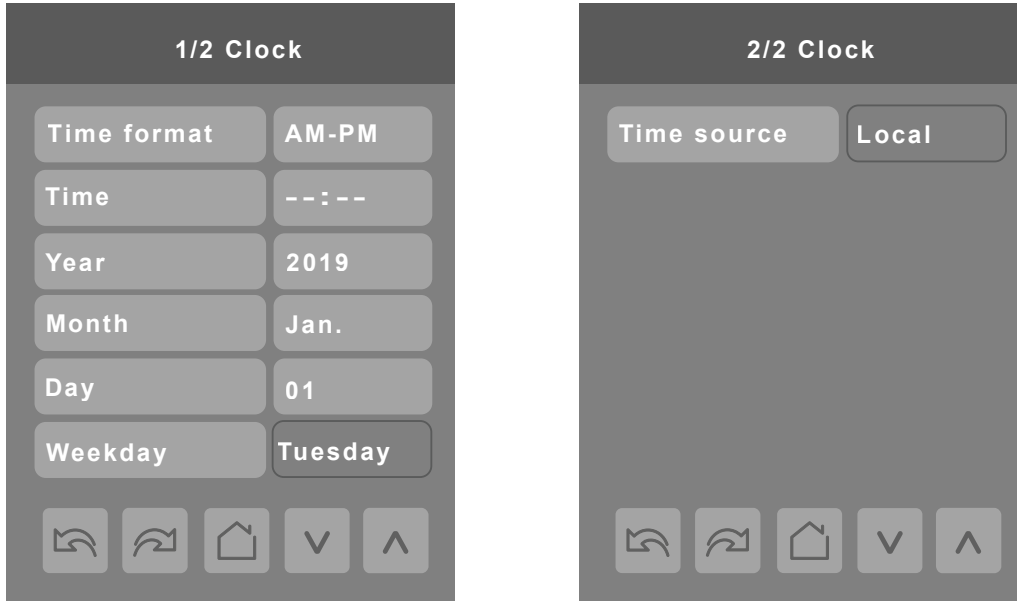 1/2 Clock
Time format AM-PM
Time --:--
Year 2019
Month Jan.
Day 01
Weekday Tuesday
2/2 Clock
Time source Local